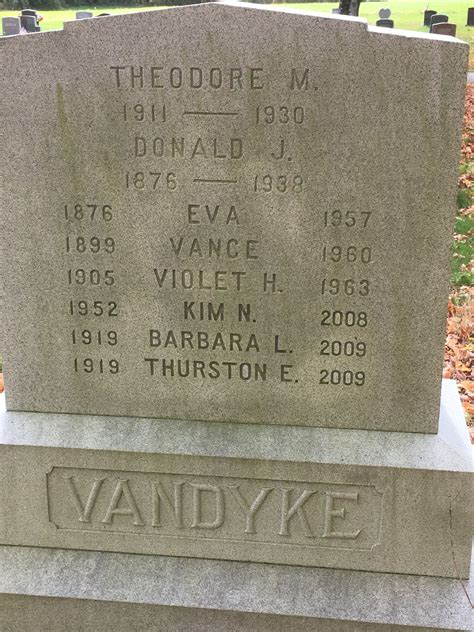 THEODORE M.
1911 — 1930
DONALD J.
1876 — 1938
1876 EVA 1957
1899 VANCE 1960
1905 VIOLET H. 1963
1952 KIM N. 2008
1919 BARBARA L. 2009
1919 THURSTON E. 2009
VANDYKE